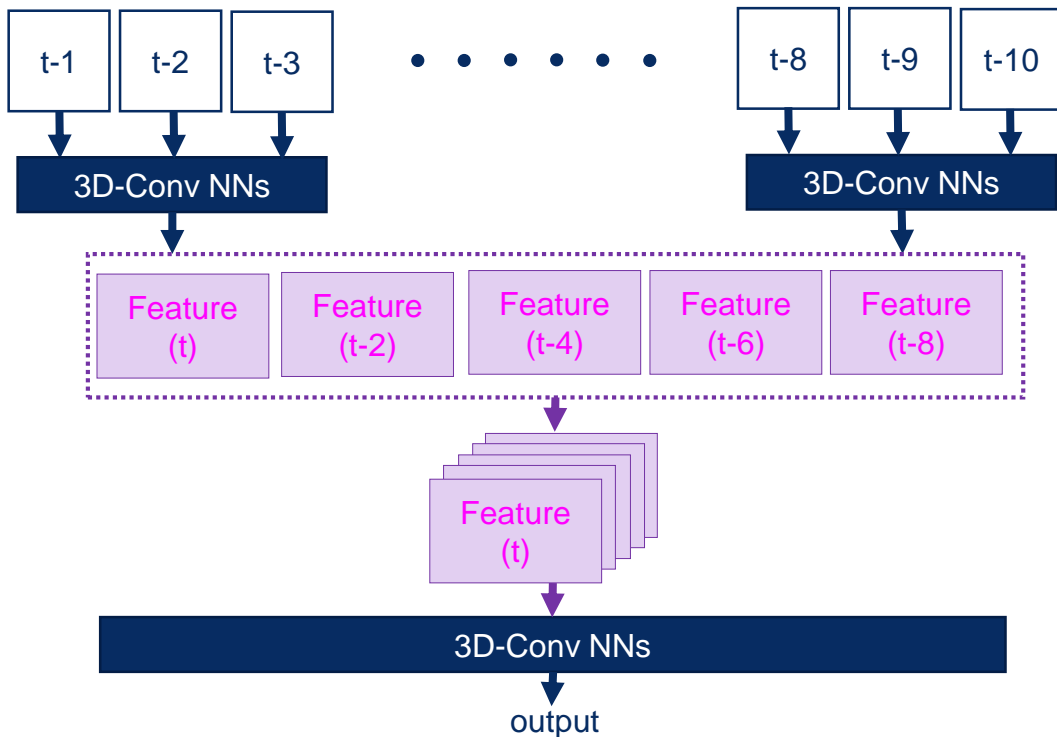 t-1 t-2 t-3 t-8 t-9 t-10
3D-Conv NNs 3D-Conv NNs
Feature
(t)
Feature
(t-2)
Feature
(t-4)
Feature
(t-6)
Feature
(t-8)
Feature
(t)
3D-Conv NNs
output